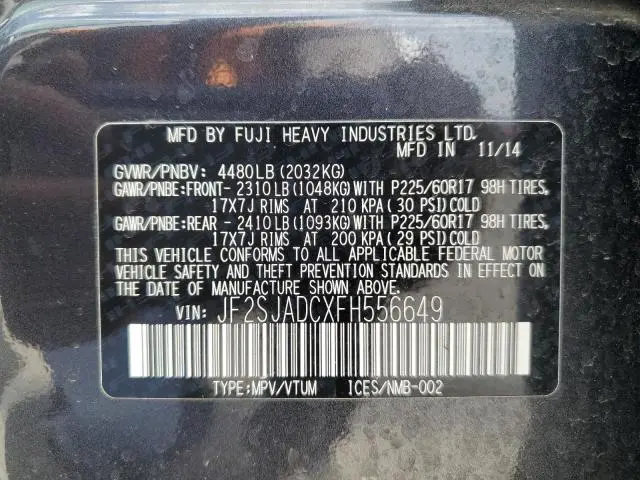 MFD BY FUJI HEAVY INDUSTRIES LTD.
MFD IN 11/14
GVWR/PNBV: 4480LB(2032KG)
GAWR/PNBE:FRONT- 2310LB(1048KG)WITH P225/60R17 98H TIRES,
17X7J RIMS AT 210 KPA(30 PSI)COLD
GAWR/PNBE:REAR - 2410LB(1093KG)WITH P225/60R17 98H TIRES,
17X7J RIMS AT 200 KPA(29 PSI)COLD
THIS VEHICLE CONFORMS TO ALL APPLICABLE FEDERAL MOTOR
VEHICLE SAFETY AND THEFT PREVENTION STANDARDS IN EFFECT ON
THE DATE OF MANUFACTURE SHOWN ABOVE.
VIN: JF2SJADCXFH556649
TYPE:MPV/VTUM ICES/NMB-002